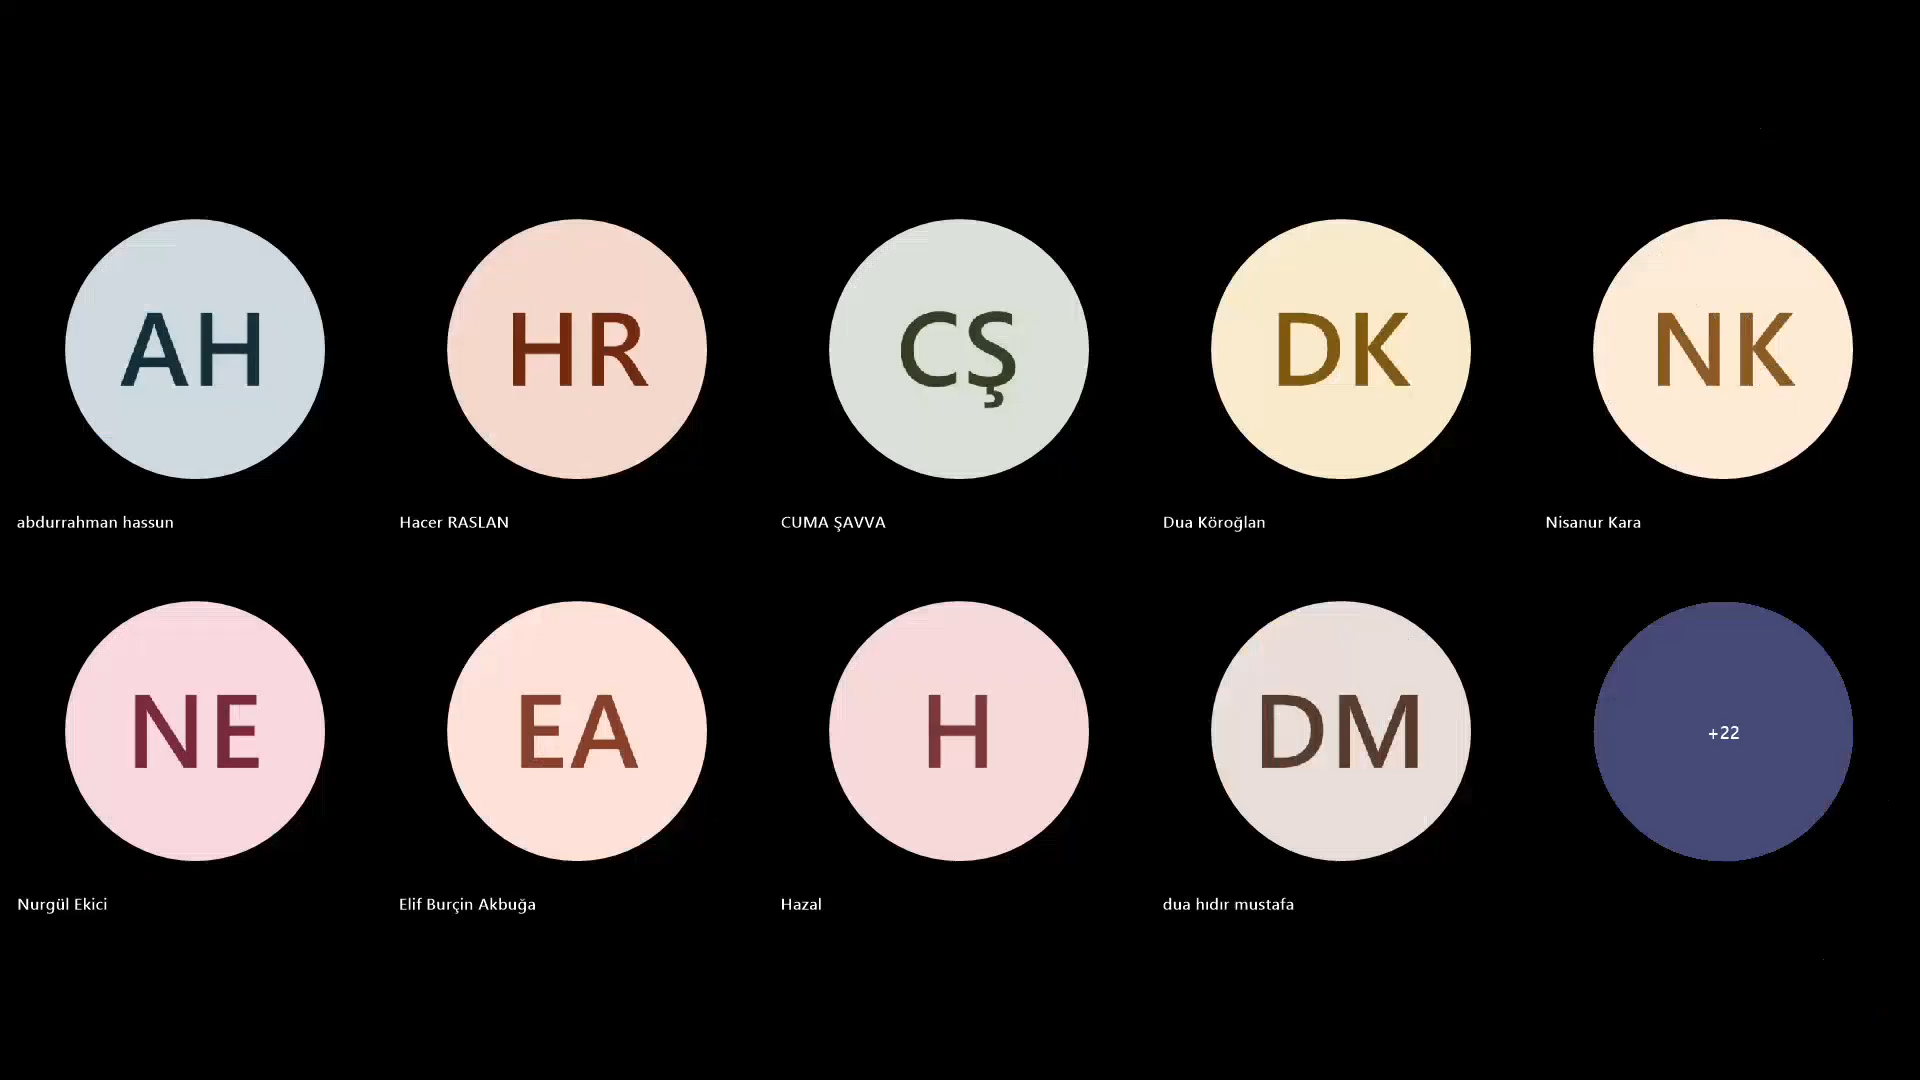 AH
HR
CŞ
DK
NK
abdurrahman hassun
Hacer RASLAN
CUMA ŞAVVA
Dua Köroğlan
Nisanur Kara
NE
EA
H
DM
+22
Nurgül Ekici
Elif Burçin Akbuğa
Hazal
dua hıdır mustafa